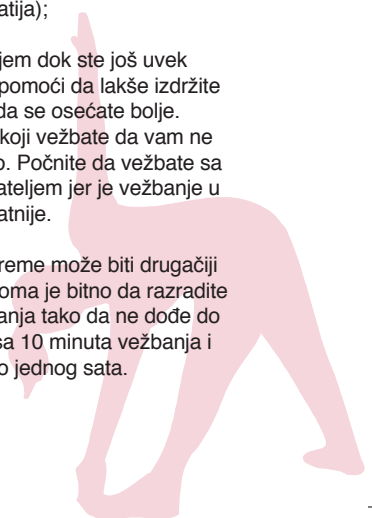 atija);
jem dok ste još uvek
pomoći da lakše izdržite
da se osećate bolje.
koji vežbate da vam ne
o. Počnite da vežbate sa
ateljem jer je vežbanje u
atnije.
reme može biti drugačiji
oma je bitno da razradite
anja tako da ne dođe do
sa 10 minuta vežbanja i
o jednog sata.